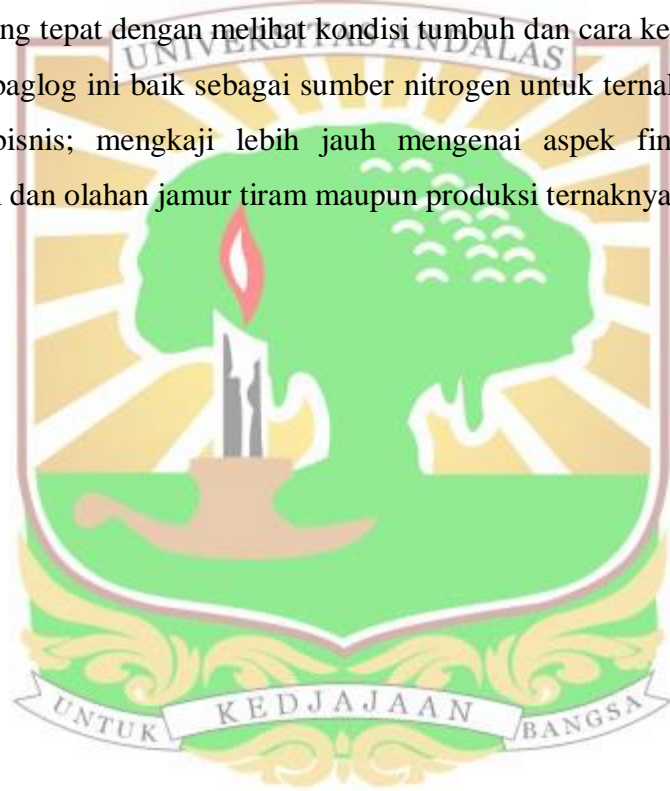 ng tepat dengan melihat kondisi tumbuh dan cara ke
UNIVERSITAS ANDALAS
baglog ini baik sebagai sumber nitrogen untuk ternal
bisnis; mengkaji lebih jauh mengenai aspek fin
dan olahan jamur tiram maupun produksi ternaknya
UNTUK KEDJAJAAN BANGSA